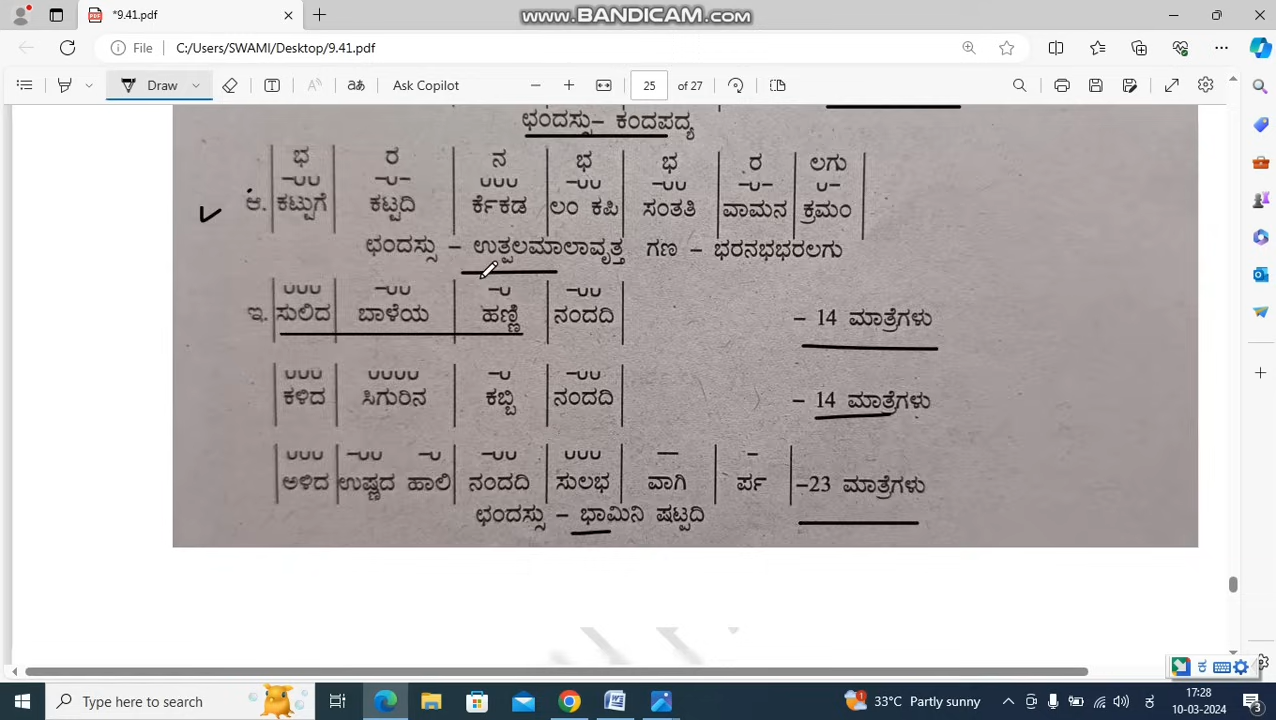 *9.41.pdf
www.BANDICAM.com
File C:/Users/SWAMI/Desktop/9.41.pdf
Draw Ask Copilot 25 of 27
ಛಂದಸ್ಸು– ಕಂದಪದ್ಯ
ಭ ರ ನ ಭ ಭ ರ ಲಗು
–∪∪ –∪– ∪∪∪ –∪∪ –∪∪ –∪– ∪–
ಆ. ಕಟ್ಟುಗೆ ಕಟ್ಟದಿ ರ್ಕೆಕಡ ಲಂ ಕಪಿ ಸಂತತಿ ವಾಮನ ಕ್ರಮಂ
ಛಂದಸ್ಸು – ಉತ್ಪಲಮಾಲಾವೃತ್ತ ಗಣ – ಭರನಭಭರಲಗು
∪∪∪ –∪∪ –∪ –∪∪
ಇ. ಸುಲಿದ ಬಾಳೆಯ ಹಣ್ಣಿ ನಂದದಿ – 14 ಮಾತ್ರೆಗಳು
∪∪∪ ∪∪∪∪ –∪ –∪∪
ಕಳಿದ ಸಿಗುರಿನ ಕಬ್ಬಿ ನಂದದಿ – 14 ಮಾತ್ರೆಗಳು
∪∪∪ –∪∪ –∪ –∪∪ ∪∪∪ –– –
ಅಳಿದ ಉಷ್ಣದ ಹಾಲಿ ನಂದದಿ ಸುಲಭ ವಾಗಿ ರ್ಪ –23 ಮಾತ್ರೆಗಳು
ಛಂದಸ್ಸು – ಭಾಮಿನಿ ಷಟ್ಪದಿ
Type here to search 33°C Partly sunny ಕ 17:28
10-03-2024